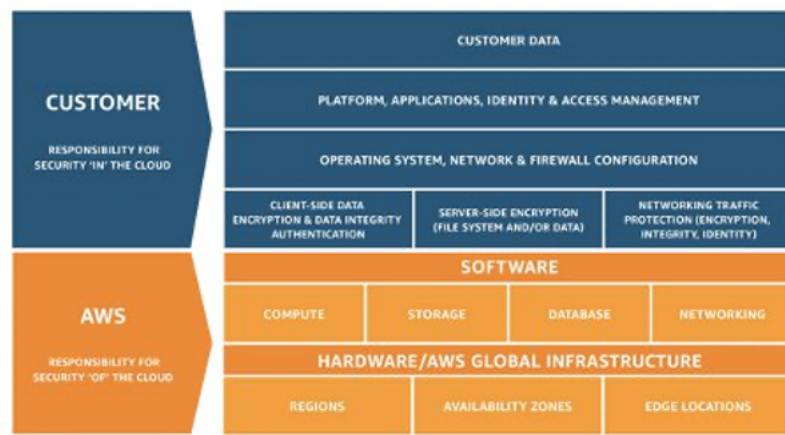 CUSTOMER
RESPONSIBILITY FOR
SECURITY 'IN' THE CLOUD
CUSTOMER DATA
PLATFORM, APPLICATIONS, IDENTITY & ACCESS MANAGEMENT
OPERATING SYSTEM, NETWORK & FIREWALL CONFIGURATION
CLIENT-SIDE DATA
ENCRYPTION & DATA INTEGRITY
AUTHENTICATION
SERVER-SIDE ENCRYPTION
(FILE SYSTEM AND/OR DATA)
NETWORKING TRAFFIC
PROTECTION (ENCRYPTION,
INTEGRITY, IDENTITY)
AWS
RESPONSIBILITY FOR
SECURITY 'OF' THE CLOUD
SOFTWARE
COMPUTE
STORAGE
DATABASE
NETWORKING
HARDWARE/AWS GLOBAL INFRASTRUCTURE
REGIONS
AVAILABILITY ZONES
EDGE LOCATIONS